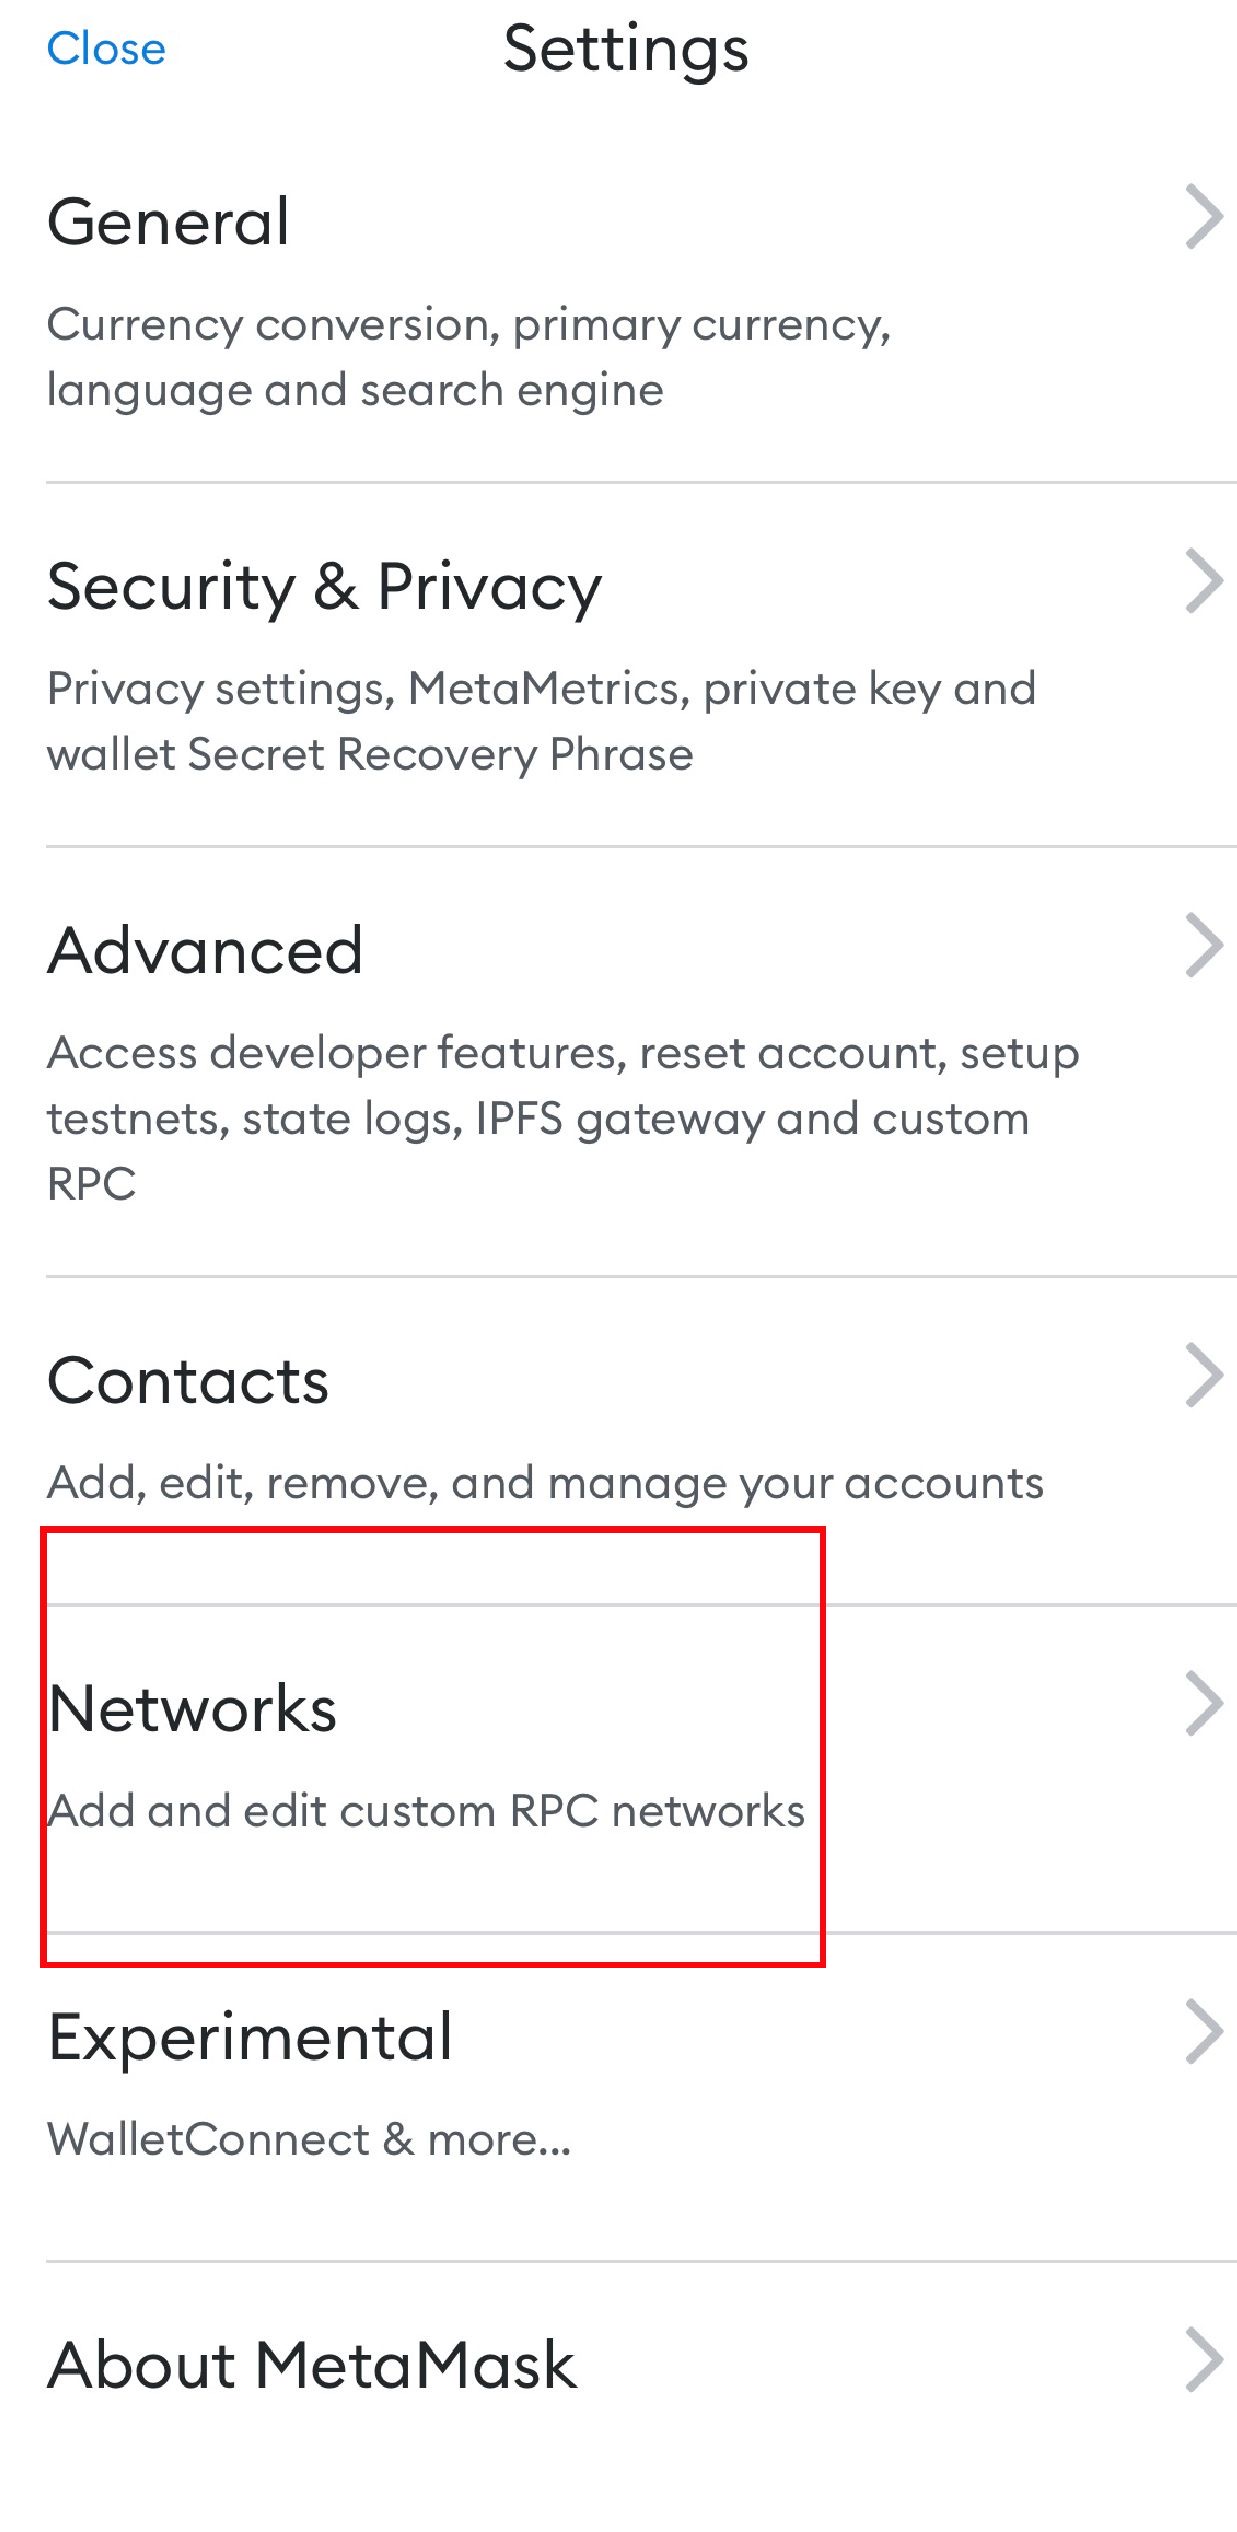 Close
Settings
General
Currency conversion, primary currency,
language and search engine
Security & Privacy
Privacy settings, MetaMetrics, private key and
wallet Secret Recovery Phrase
Advanced
Access developer features, reset account, setup
testnets, state logs, IPFS gateway and custom
RPC
Contacts
Add, edit, remove, and manage your accounts
Networks
Add and edit custom RPC networks
Experimental
WalletConnect & more...
About MetaMask